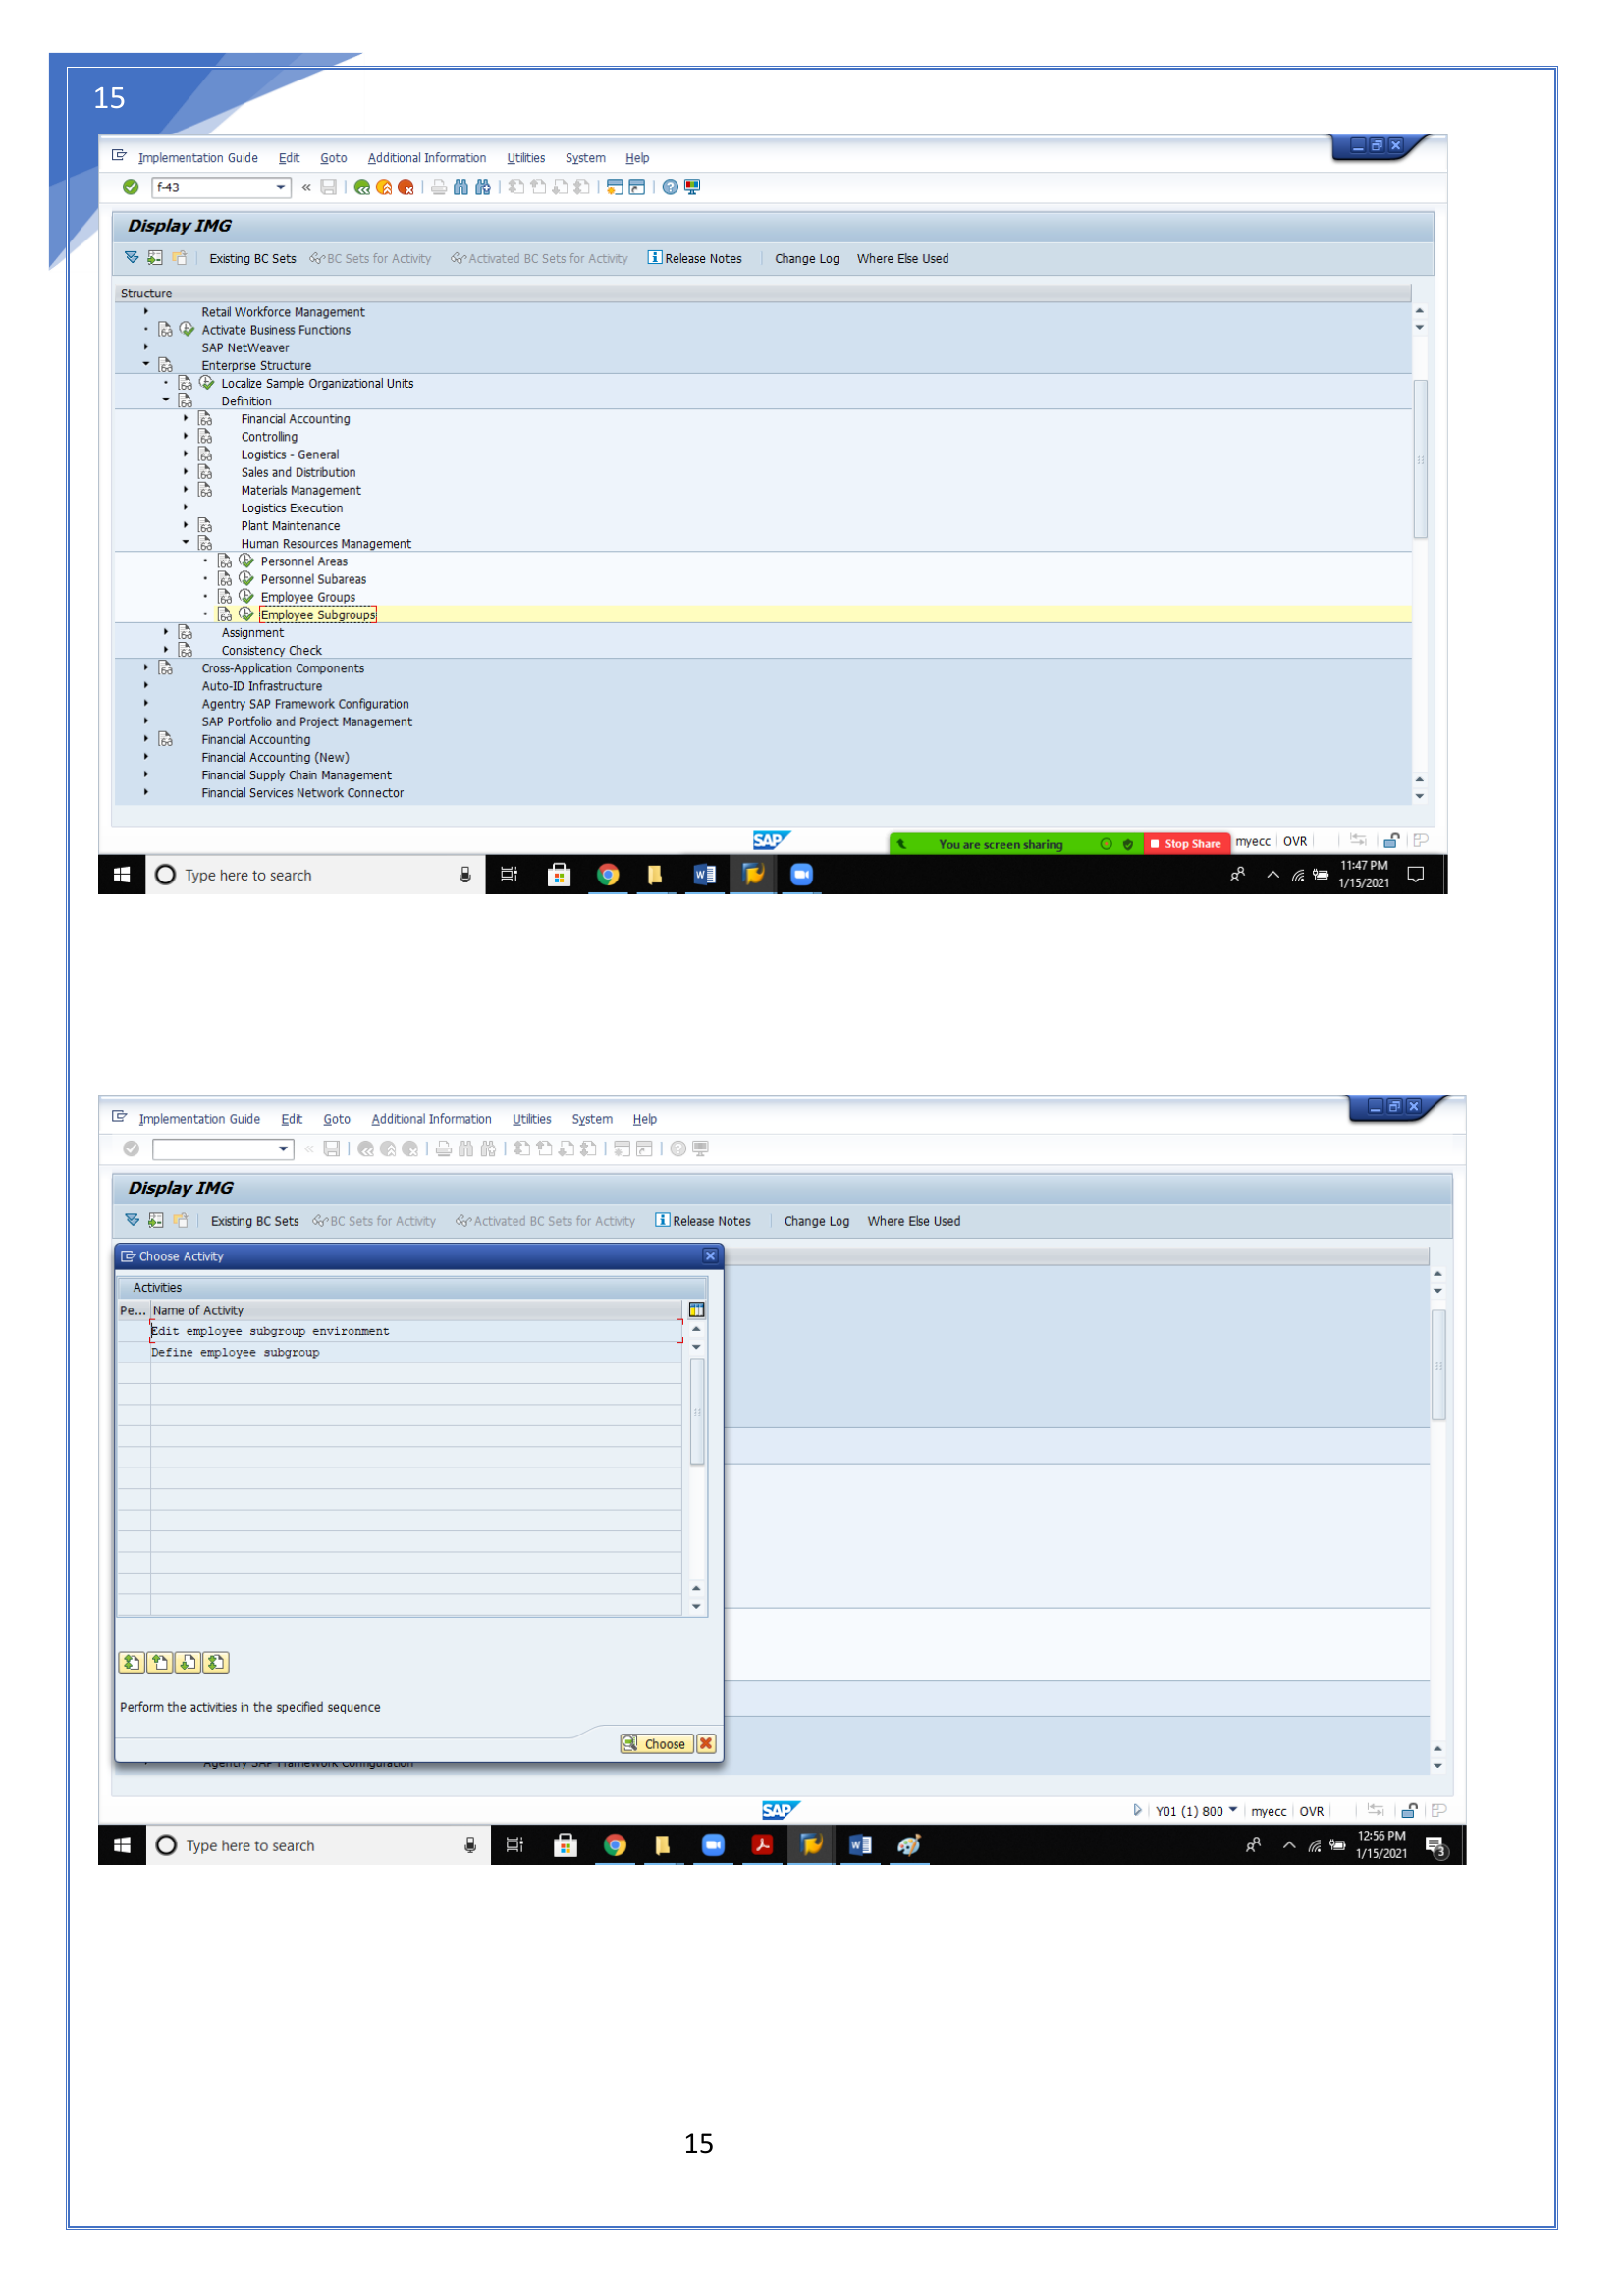 15
Implementation Guide Edit Goto Additional Information Utilities System Help
f-43
Display IMG
Existing BC Sets BC Sets for Activity Activated BC Sets for Activity Release Notes Change Log Where Else Used
Structure
Retail Workforce Management
Activate Business Functions
SAP NetWeaver
Enterprise Structure
Localize Sample Organizational Units
Definition
Financial Accounting
Controlling
Logistics - General
Sales and Distribution
Materials Management
Logistics Execution
Plant Maintenance
Human Resources Management
Personnel Areas
Personnel Subareas
Employee Groups
Employee Subgroups
Assignment
Consistency Check
Cross-Application Components
Auto-ID Infrastructure
Agentry SAP Framework Configuration
SAP Portfolio and Project Management
Financial Accounting
Financial Accounting (New)
Financial Supply Chain Management
Financial Services Network Connector
SAP You are screen sharing Stop Share myecc OVR
Type here to search 11:47 PM
1/15/2021
Implementation Guide Edit Goto Additional Information Utilities System Help
Display IMG
Existing BC Sets BC Sets for Activity Activated BC Sets for Activity Release Notes Change Log Where Else Used
Choose Activity
Activities
Pe... Name of Activity
Edit employee subgroup environment
Define employee subgroup
Perform the activities in the specified sequence
Choose
Agentry SAP Framework Configuration
SAP Y01 (1) 800 myecc OVR
Type here to search 12:56 PM
1/15/2021 3
15